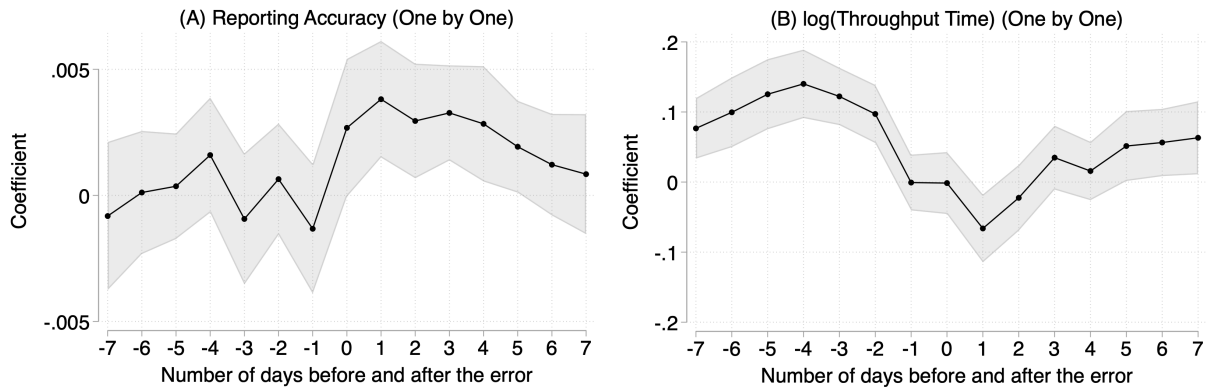 (A) Reporting Accuracy (One by One)
.005
0
-.005
Coefficient
-7 -6 -5 -4 -3 -2 -1 0 1 2 3 4 5 6 7
Number of days before and after the error
(B) log(Throughput Time) (One by One)
.2
.1
0
-.1
-.2
Coefficient
-7 -6 -5 -4 -3 -2 -1 0 1 2 3 4 5 6 7
Number of days before and after the error